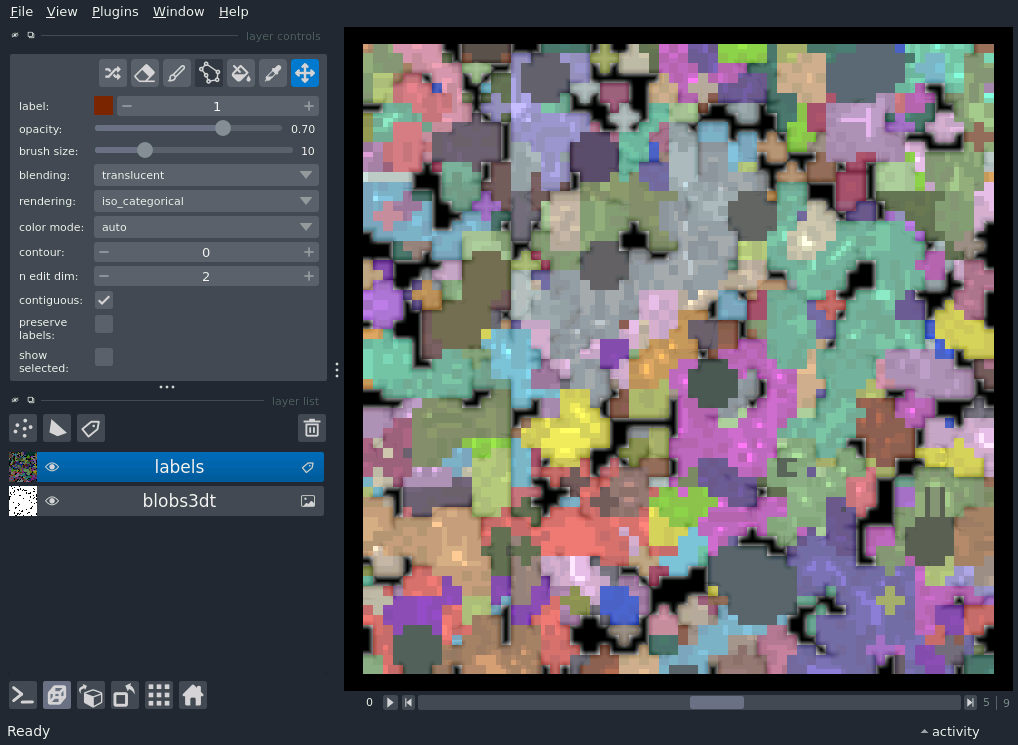 File View Plugins Window Help
layer controls
label: 1
opacity: 0.70
brush size: 10
blending: translucent
rendering: iso_categorical
color mode: auto
contour: 0
n edit dim: 2
contiguous:
preserve
labels:
show
selected:
layer list
labels
blobs3dt
0 5 9
Ready activity